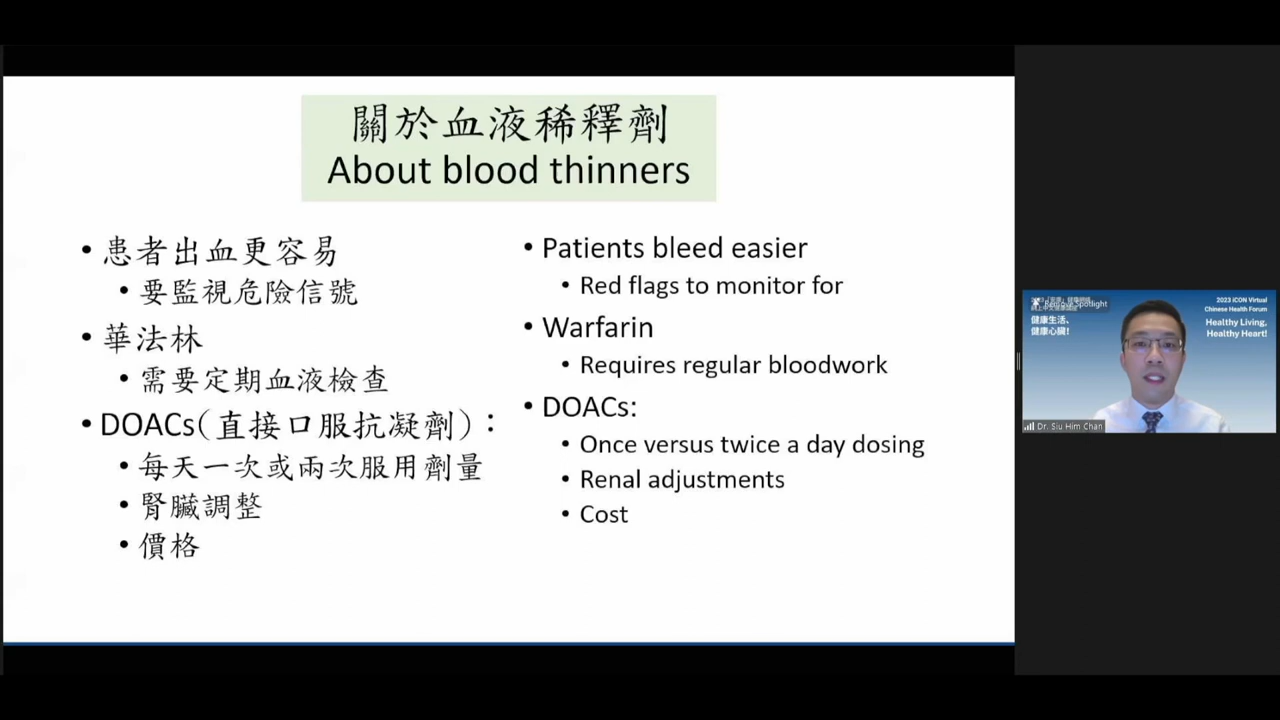 關於血液稀釋劑
About blood thinners
• 患者出血更容易
• 要監視危險信號
• 華法林
• 需要定期血液檢查
• DOACs(直接口服抗凝劑)：
• 每天一次或兩次服用劑量
• 腎臟調整
• 價格
• Patients bleed easier
• Red flags to monitor for
• Warfarin
• Requires regular bloodwork
• DOACs:
• Once versus twice a day dosing
• Renal adjustments
• Cost
Remove Spotlight
健康生活、
健康心臟!
2023 iCON Virtual
Chinese Health Forum
Healthy Living,
Healthy Heart!
Dr. Siu Him Chan